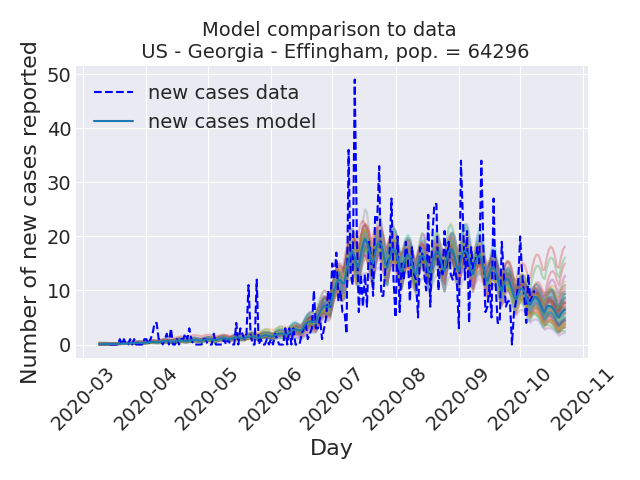 Model comparison to data
US - Georgia - Effingham, pop. = 64296
Number of new cases reported
50
40
30
20
10
0
new cases data
new cases model
2020-03
2020-04
2020-05
2020-06
2020-07
2020-08
2020-09
2020-10
2020-11
Day